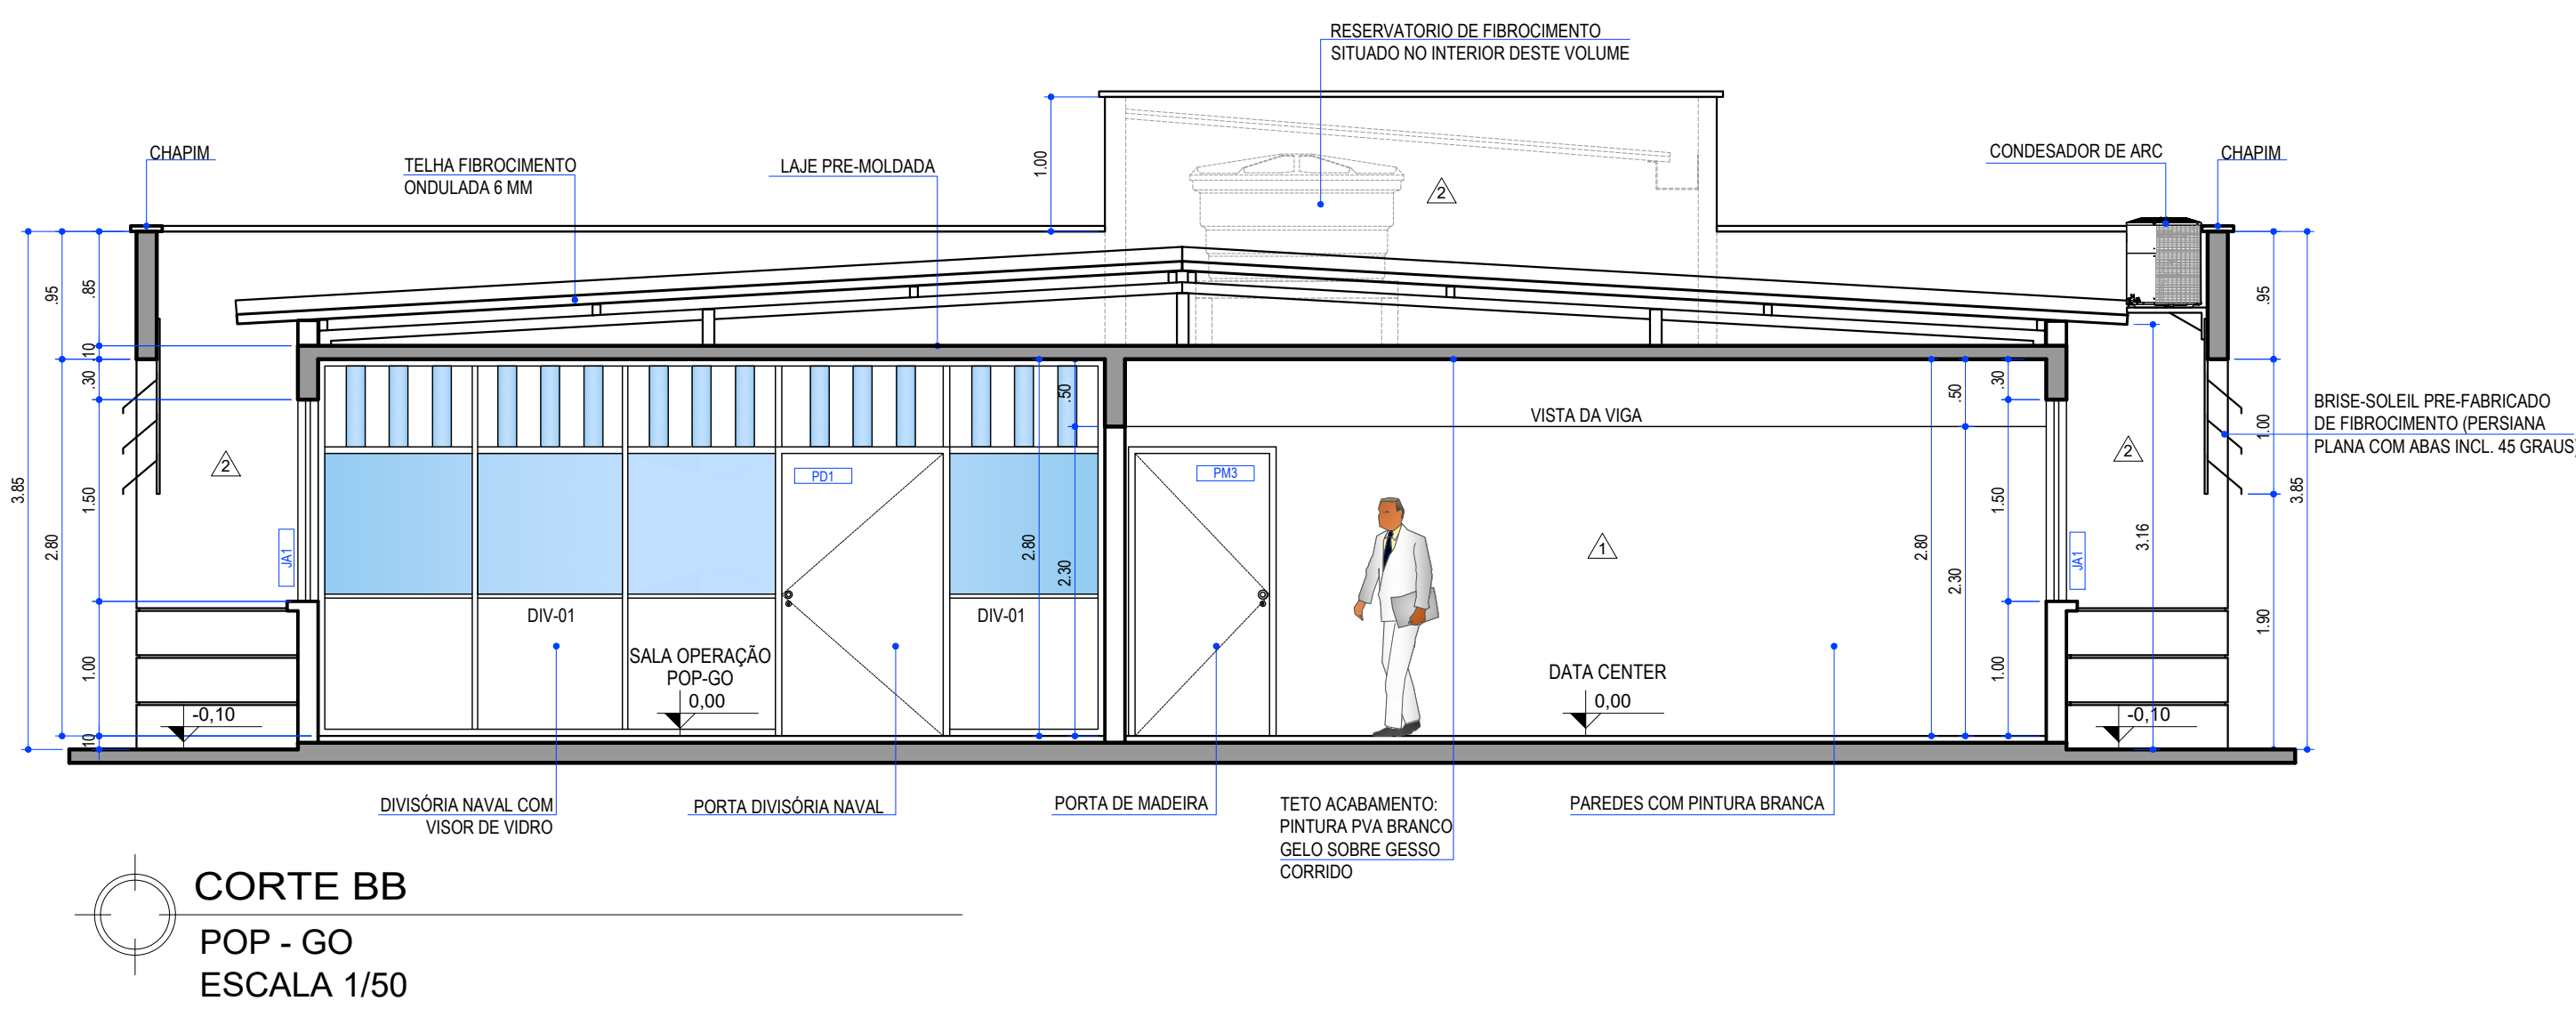 RESERVATORIO DE FIBROCIMENTO
SITUADO NO INTERIOR DESTE VOLUME
CHAPIM
TELHA FIBROCIMENTO
ONDULADA 6 MM
LAJE PRE-MOLDADA
1.00
2
CONDESADOR DE ARC
CHAPIM
3.85
.95
2.80
.85
.10
.30
1.50
1.00
.10
2
JA1
-0,10
DIV-01
SALA OPERAÇÃO
POP-GO
0,00
PD1
DIV-01
2.80
.50
2.30
VISTA DA VIGA
PM3
1
DATA CENTER
0,00
2.80
.50
2.30
.30
1.50
1.00
JA1
2
3.16
-0,10
.95
1.00
1.90
3.85
BRISE-SOLEIL PRE-FABRICADO
DE FIBROCIMENTO (PERSIANA
PLANA COM ABAS INCL. 45 GRAUS)
DIVISÓRIA NAVAL COM
VISOR DE VIDRO
PORTA DIVISÓRIA NAVAL
PORTA DE MADEIRA
TETO ACABAMENTO:
PINTURA PVA BRANCO
GELO SOBRE GESSO
CORRIDO
PAREDES COM PINTURA BRANCA
CORTE BB
POP - GO
ESCALA 1/50